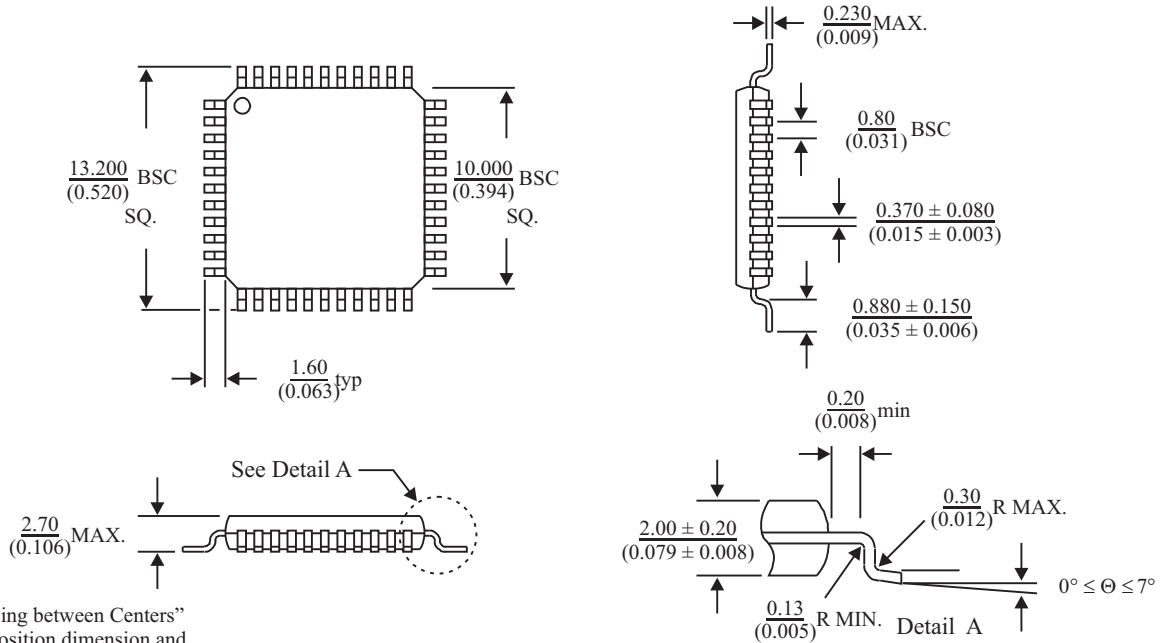 0.230
(0.009) MAX.
13.200
(0.520) BSC
SQ.
10.000
(0.394) BSC
SQ.
0.80
(0.031) BSC
0.370 ± 0.080
(0.015 ± 0.003)
0.880 ± 0.150
(0.035 ± 0.006)
1.60
(0.063) typ
0.20
(0.008) min
See Detail A
2.70
(0.106) MAX.
2.00 ± 0.20
(0.079 ± 0.008)
0.30
(0.012) R MAX.
0° ≤ Θ ≤ 7°
0.13
(0.005) R MIN.
Detail A
ing between Centers”
osition dimension and